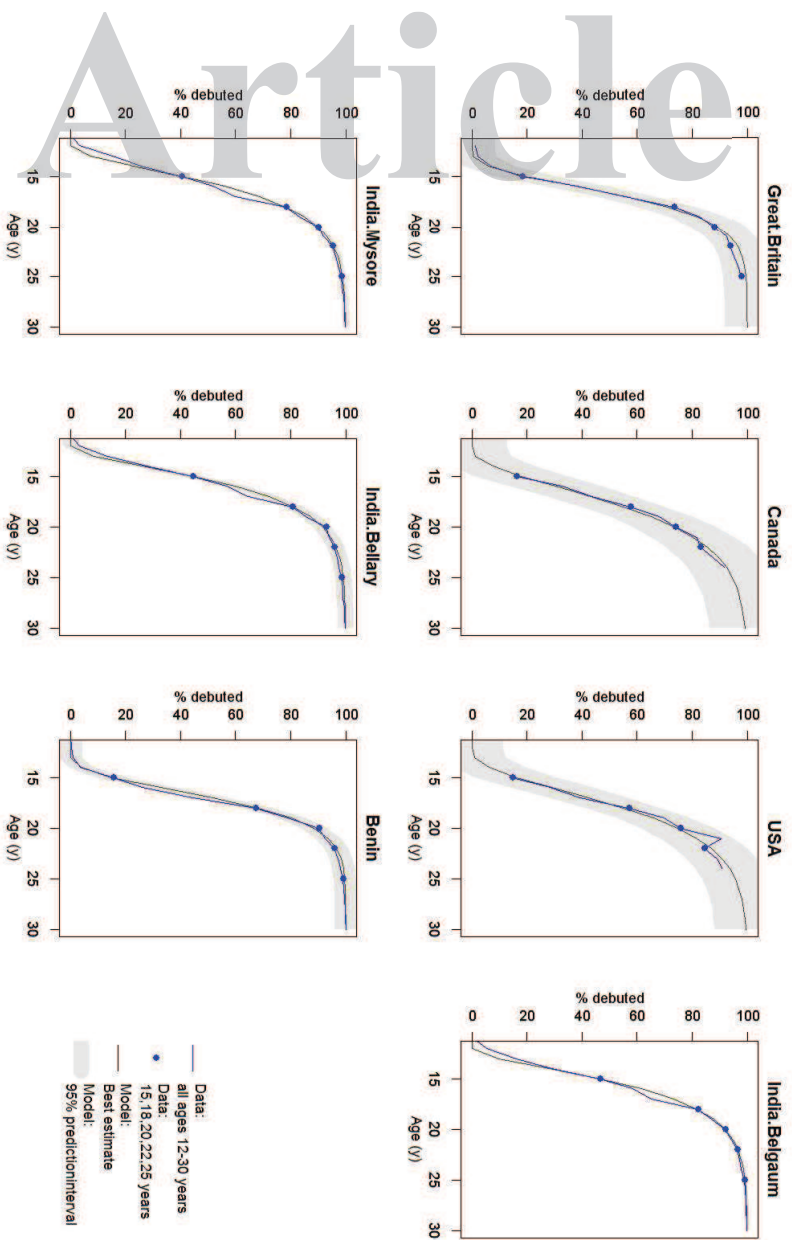 Article
Great.Britain
% debuted
0 20 40 60 80 100
15 20 25 30
Age (y)
Canada
% debuted
0 20 40 60 80 100
15 20 25 30
Age (y)
USA
% debuted
0 20 40 60 80 100
15 20 25 30
Age (y)
India.Belgaum
% debuted
0 20 40 60 80 100
15 20 25 30
Age (y)
India.Mysore
% debuted
0 20 40 60 80 100
15 20 25 30
Age (y)
India.Bellary
% debuted
0 20 40 60 80 100
15 20 25 30
Age (y)
Benin
% debuted
0 20 40 60 80 100
15 20 25 30
Age (y)
Data:
all ages 12-30 years
Data:
15,18,20,22,25 years
Model:
Best estimate
Model:
95% predictioninterval